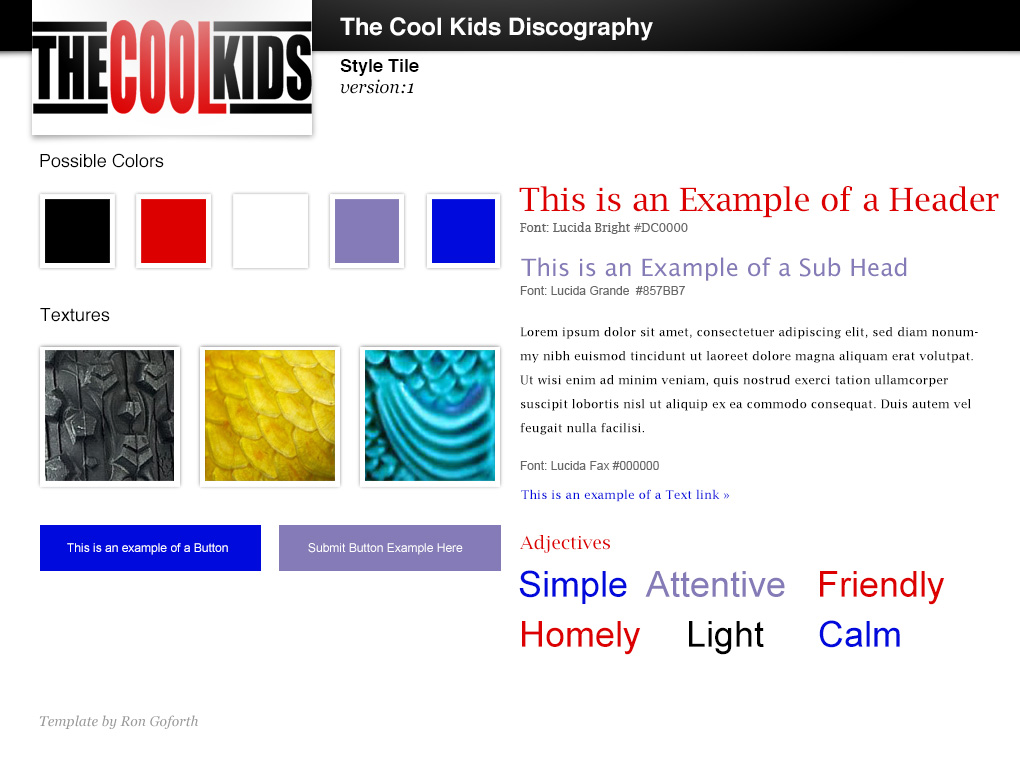 THECOOLKIDS
The Cool Kids Discography
Style Tile
version:1
Possible Colors
This is an Example of a Header
Font: Lucida Bright #DC0000
This is an Example of a Sub Head
Font: Lucida Grande #857BB7
Textures
Lorem ipsum dolor sit amet, consectetuer adipiscing elit, sed diam nonum-
my nibh euismod tincidunt ut laoreet dolore magna aliquam erat volutpat.
Ut wisi enim ad minim veniam, quis nostrud exerci tation ullamcorper
suscipit lobortis nisl ut aliquip ex ea commodo consequat. Duis autem vel
feugait nulla facilisi.
Font: Lucida Fax #000000
This is an example of a Text link »
This is an example of a Button
Submit Button Example Here
Adjectives
Simple Attentive Friendly
Homely Light Calm
Template by Ron Goforth